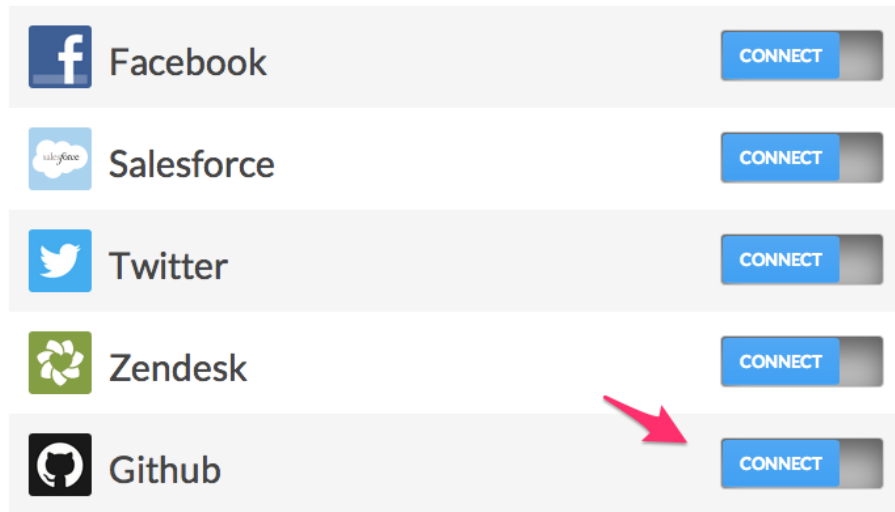 Facebook CONNECT
salesforce
Salesforce CONNECT
Twitter CONNECT
Zendesk CONNECT
Github CONNECT